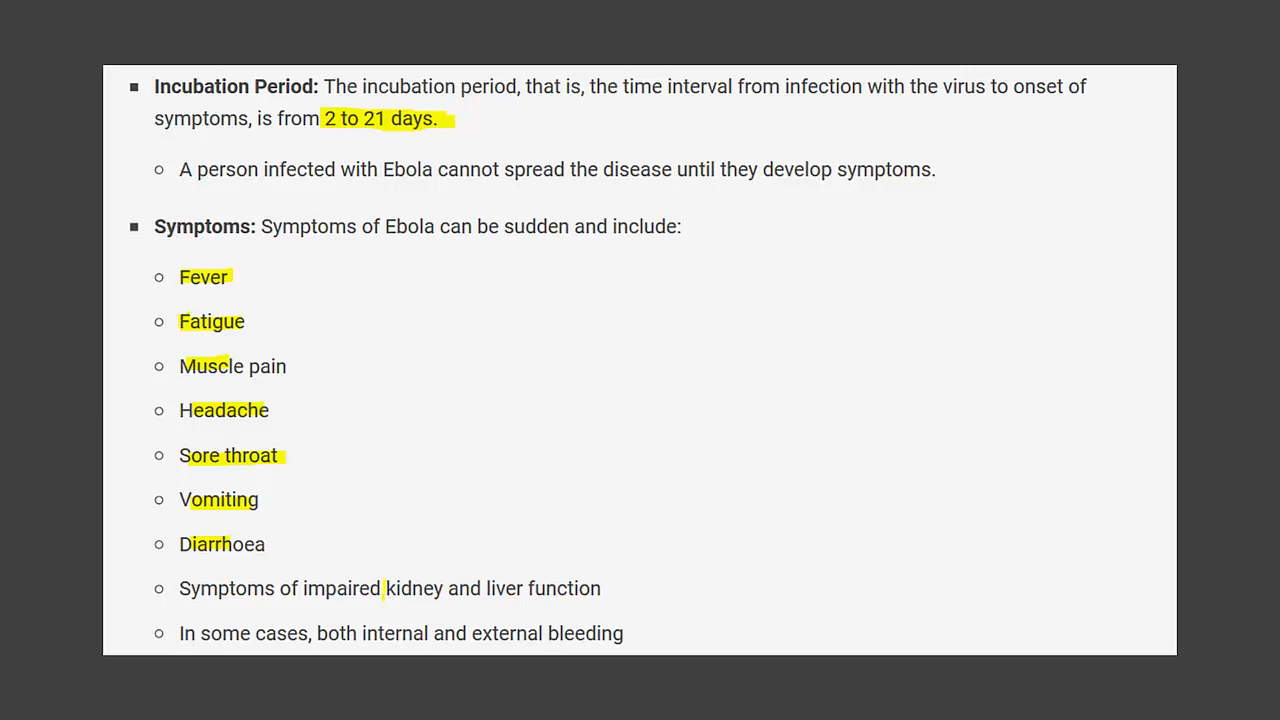 Incubation Period: The incubation period, that is, the time interval from infection with the virus to onset of
symptoms, is from 2 to 21 days.
A person infected with Ebola cannot spread the disease until they develop symptoms.
Symptoms: Symptoms of Ebola can be sudden and include:
Fever
Fatigue
Muscle pain
Headache
Sore throat
Vomiting
Diarrhoea
Symptoms of impaired kidney and liver function
In some cases, both internal and external bleeding